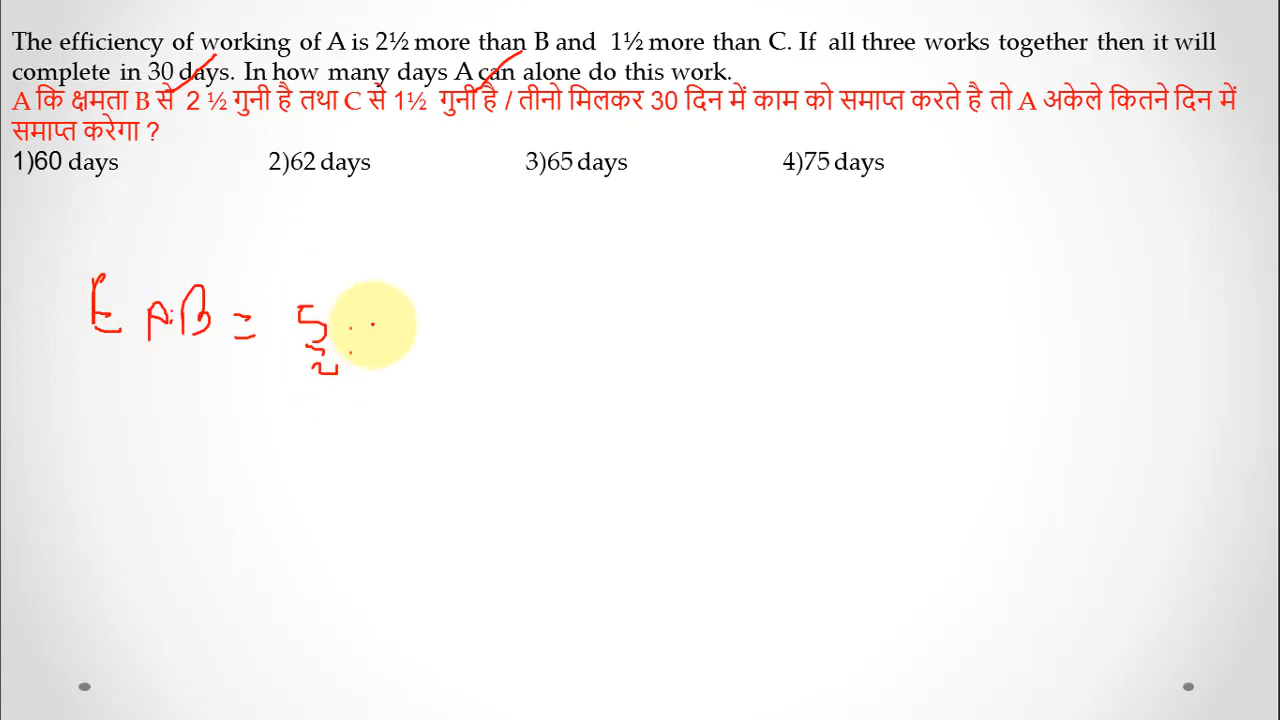 The efficiency of working of A is 2½ more than B and 1½ more than C. If all three works together then it will
complete in 30 days. In how many days A can alone do this work.
A कि क्षमता B से 2 ½ गुनी है तथा C से 1½ गुनी है / तीनो मिलकर 30 दिन में काम को समाप्त करते है तो A अकेले कितने दिन में
समाप्त करेगा ?
1)60 days 2)62 days 3)65 days 4)75 days
E A:B = 5 :
2